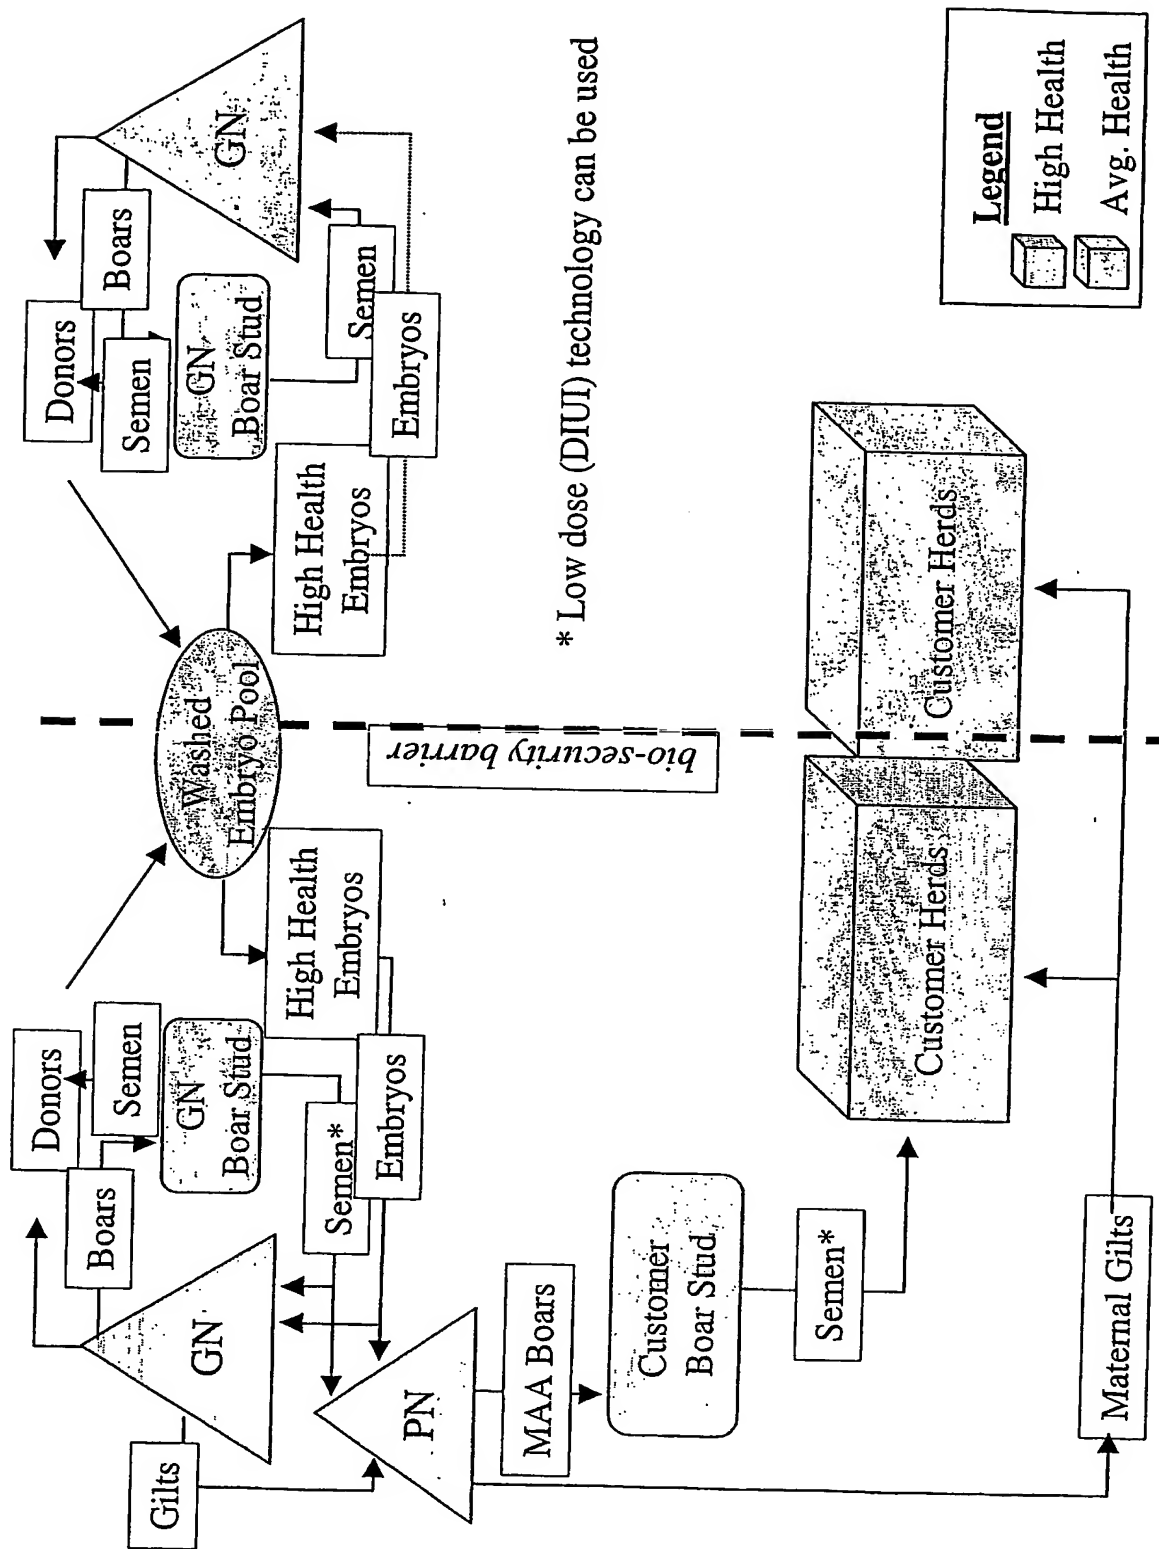 Donors
Boars
Semen
GN
Boar Stud
GN
Gilts
Semen*
Embryos
High Health
Embryos
Washed
Embryo Pool
Donors
Boars
Semen
GN
Boar Stud
GN
Semen
Embryos
High Health
Embryos
bio-security barrier
* Low dose (DIUI) technology can be used
PN
MAA Boars
Customer
Boar Stud
Semen*
Customer Herds
Customer Herds
Maternal Gilts
Legend
High Health
Avg. Health